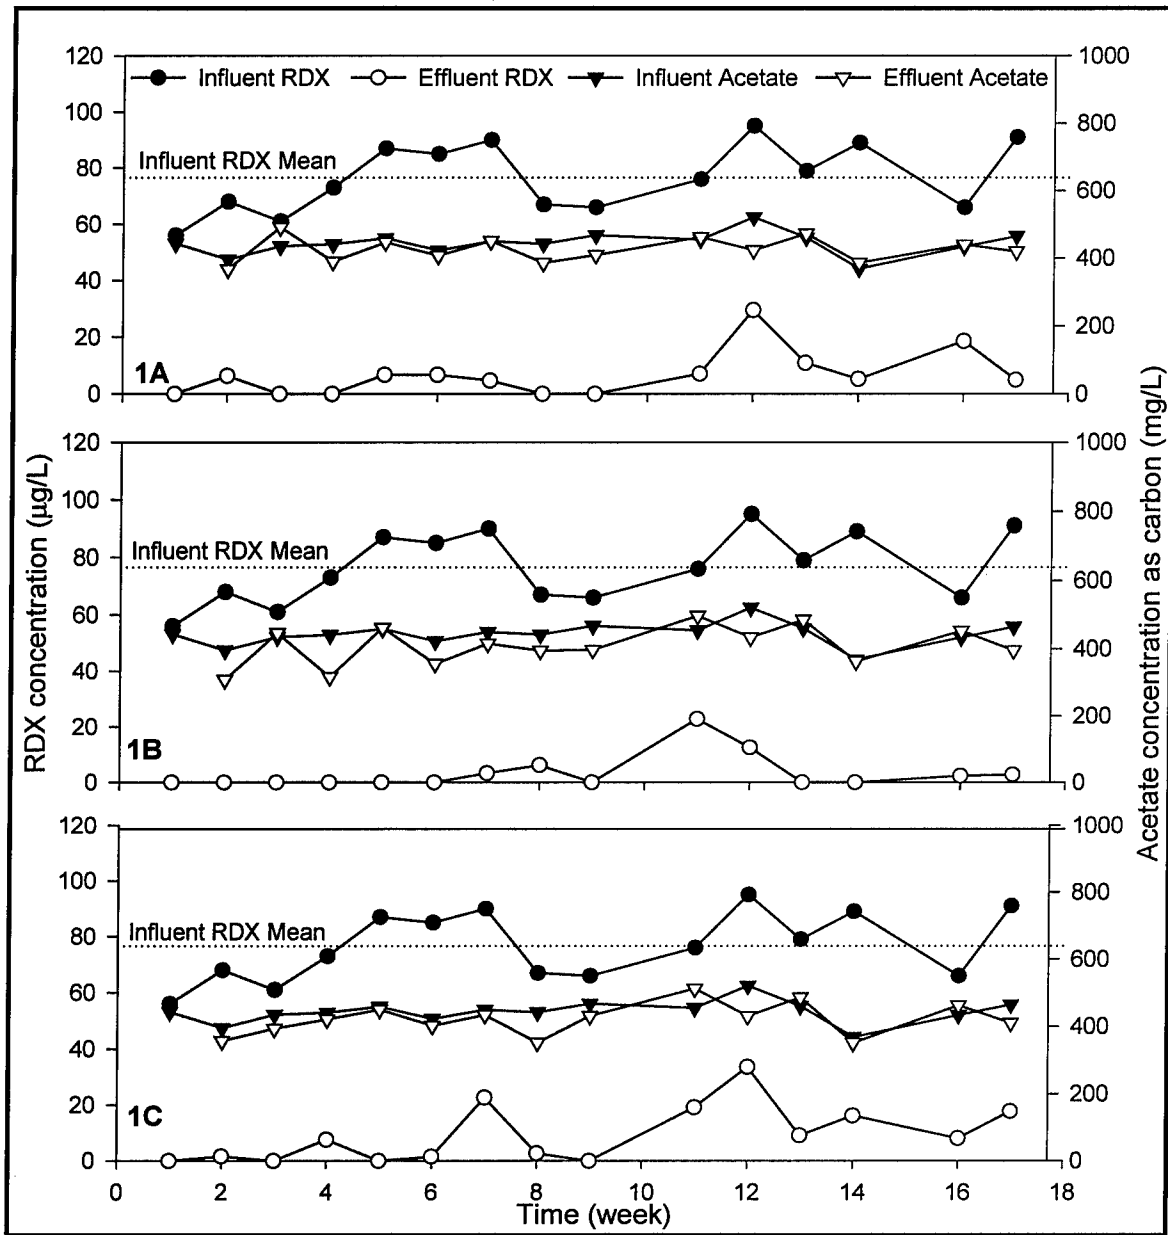 120
100
80
60
40
20
0
1000
800
600
400
200
0
Influent RDX
Effluent RDX
Influent Acetate
Effluent Acetate
Influent RDX Mean
1A
120
100
80
60
40
20
0
1000
800
600
400
200
0
Influent RDX Mean
1B
RDX concentration (µg/L)
Acetate concentration as carbon (mg/L)
120
100
80
60
40
20
0
1000
800
600
400
200
0
Influent RDX Mean
1C
0 2 4 6 8 10 12 14 16 18
Time (week)